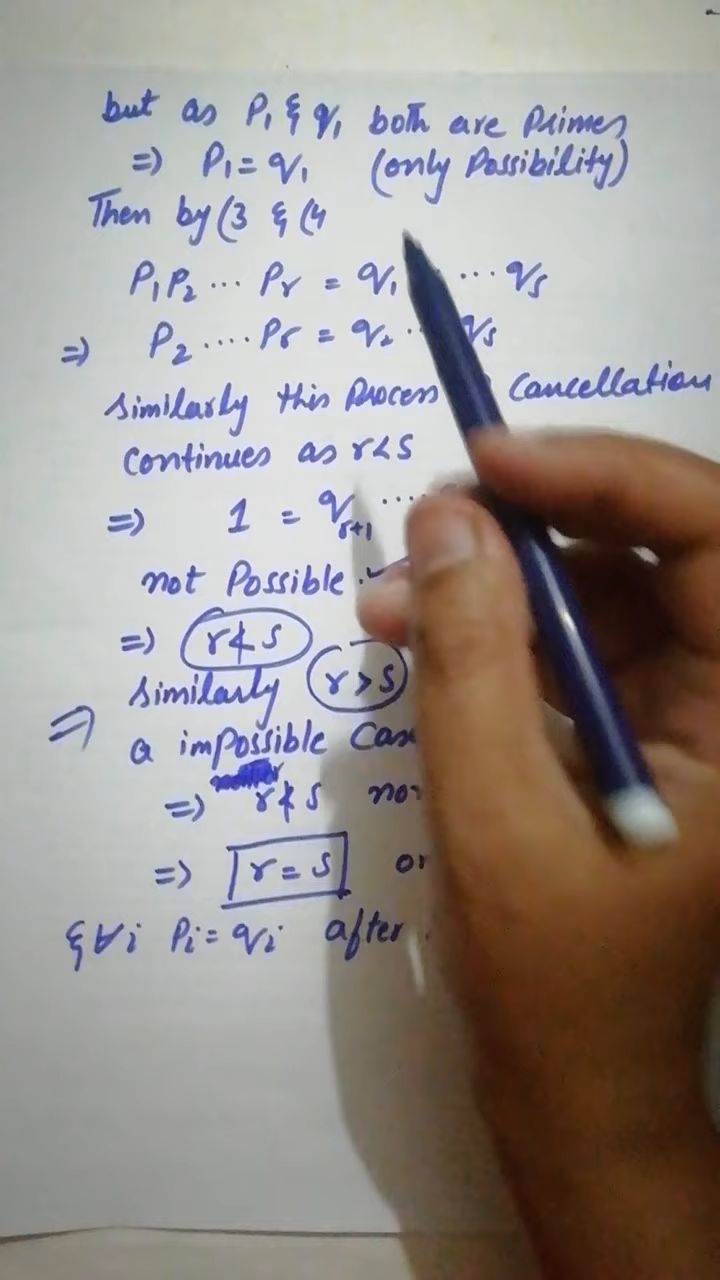 but as P₁ & q₁ both are Primes
⇒ P₁ = q₁ (only Possibility)
Then by (3 & (4
P₁P₂ ... Pr = q₁ ... qs
⇒ P₂ .... Pr = q₂ .. qs
Similarly this Process Cancellation
Continues as r<s
⇒ 1 = q r+1 ....
not Possible.
⇒ r≮s
Similarly r>s
⇒ a impossible
⇒ r≮s
⇒ r=s
& ∀i Pi = qi after